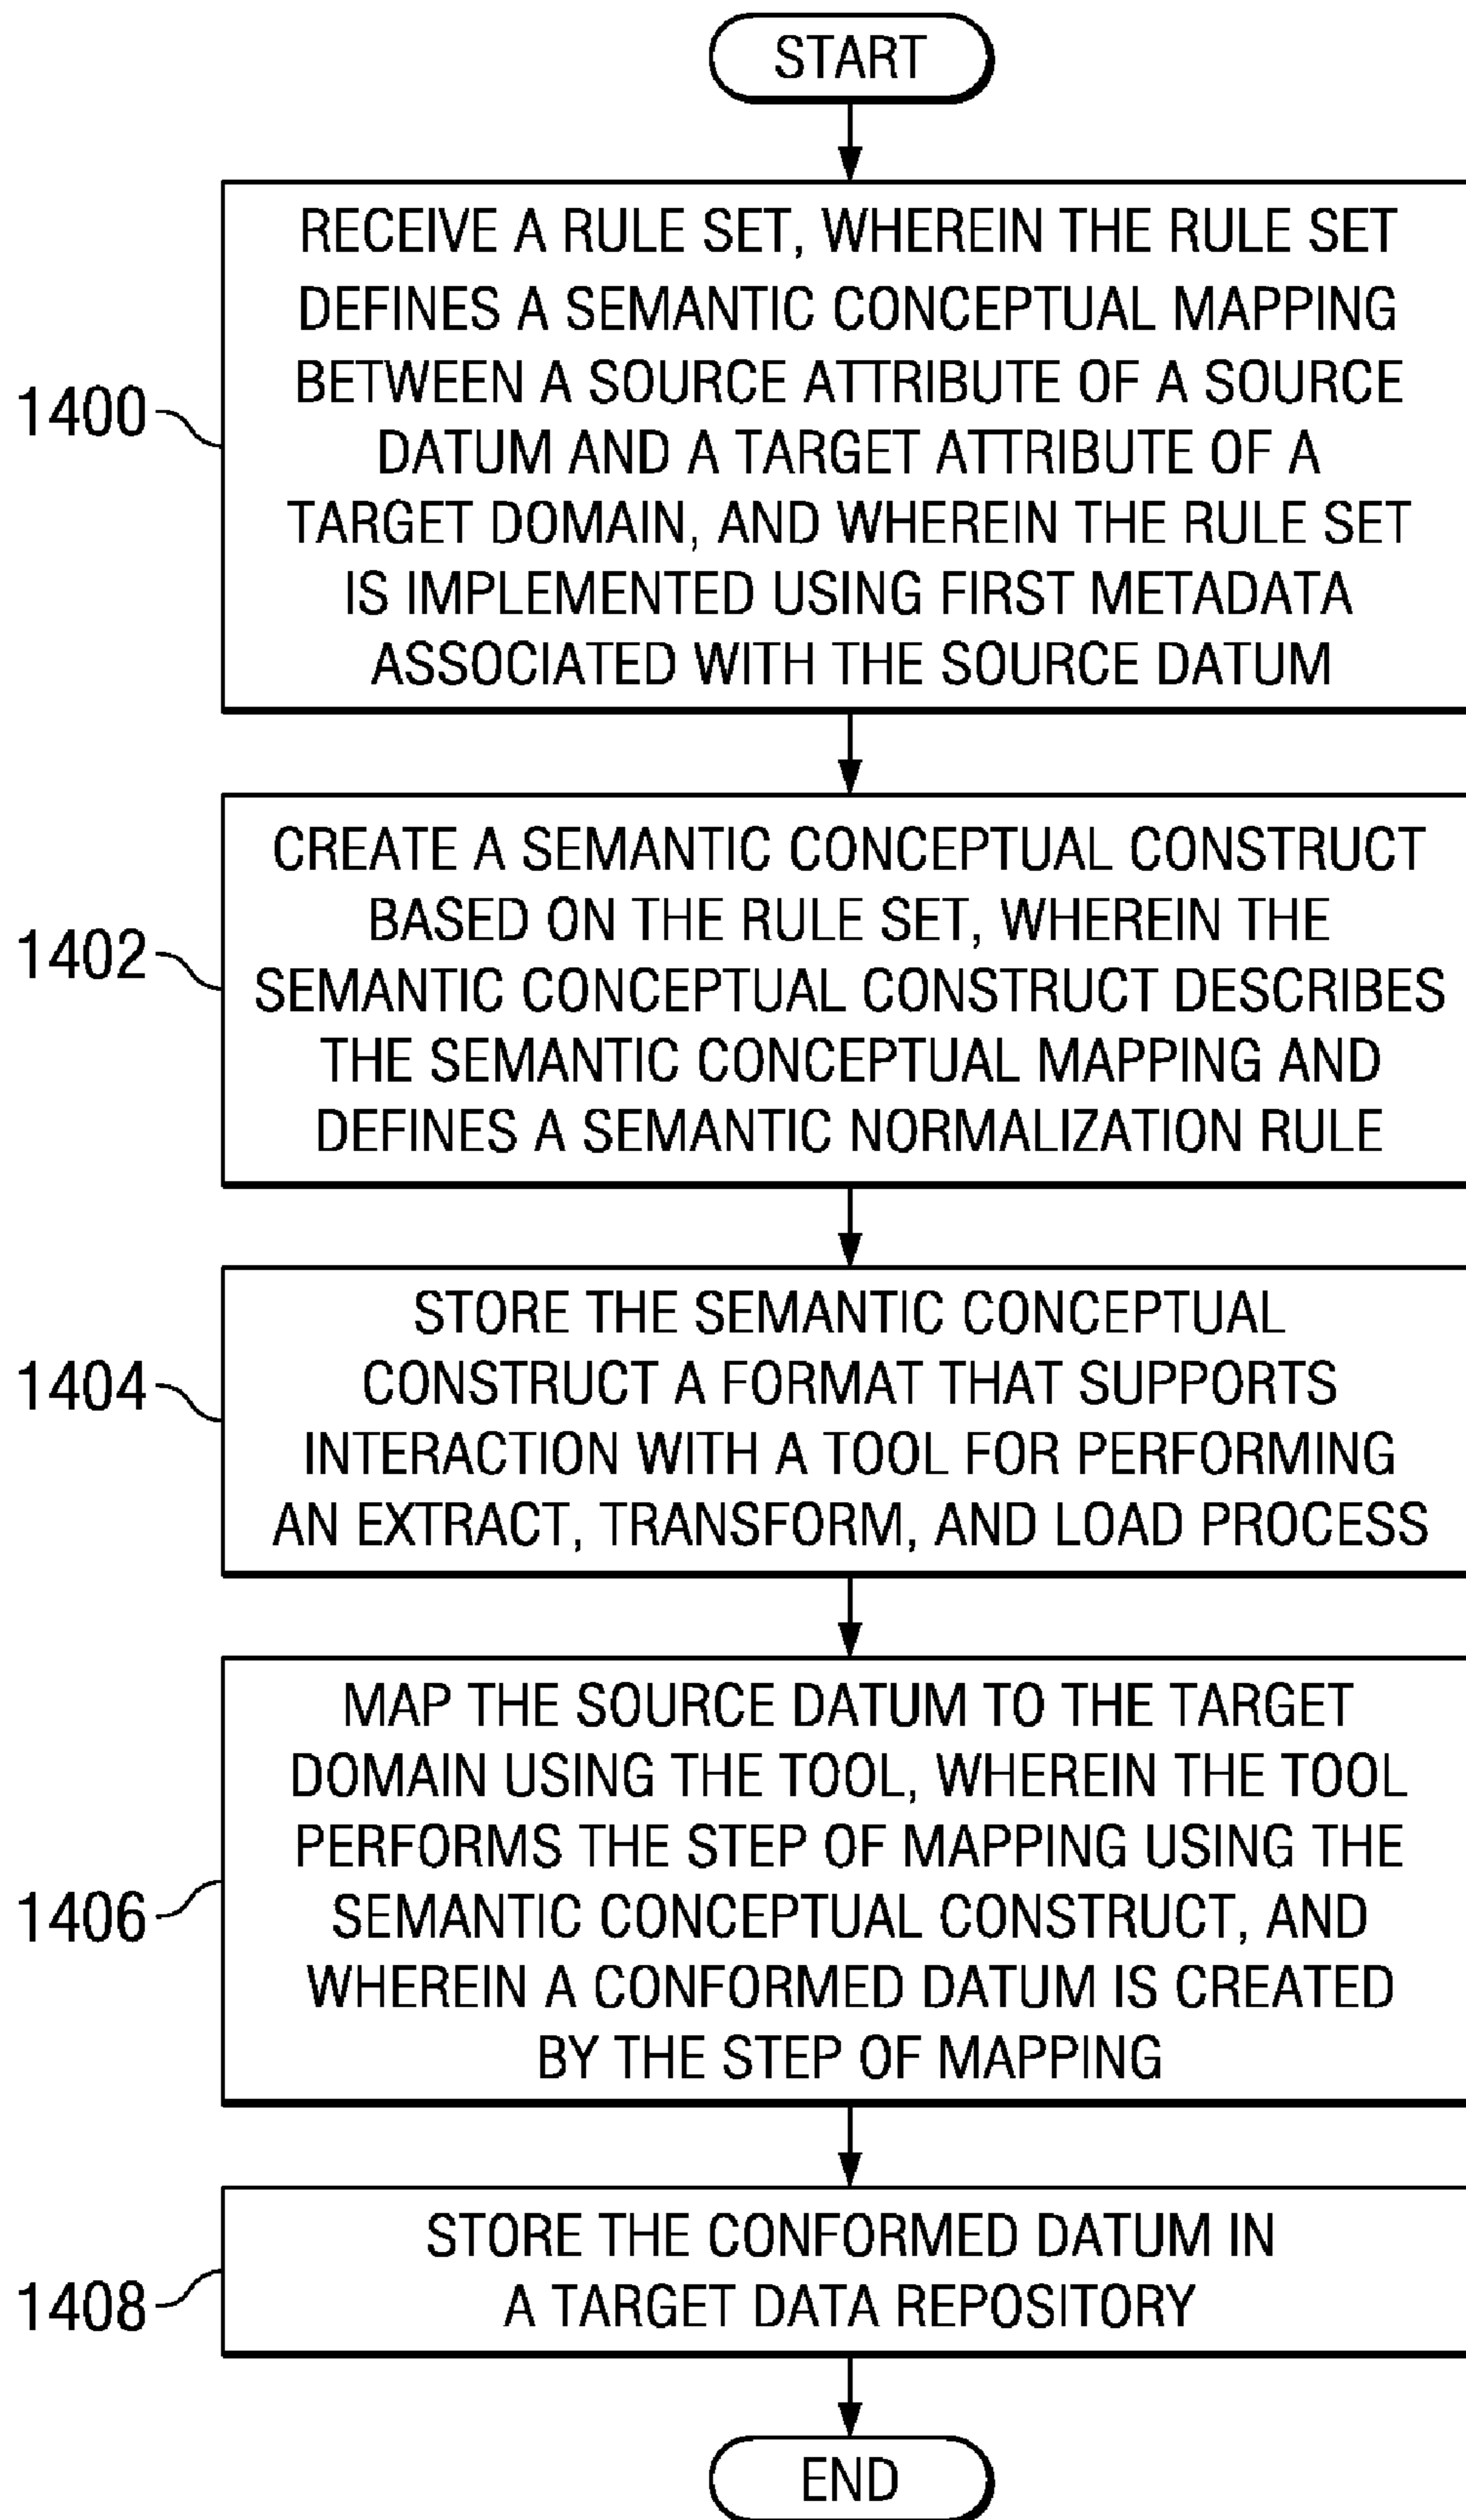 START
RECEIVE A RULE SET, WHEREIN THE RULE SET
DEFINES A SEMANTIC CONCEPTUAL MAPPING
BETWEEN A SOURCE ATTRIBUTE OF A SOURCE
1400
DATUM AND A TARGET ATTRIBUTE OF A
TARGET DOMAIN, AND WHEREIN THE RULE SET
IS IMPLEMENTED USING FIRST METADATA
ASSOCIATED WITH THE SOURCE DATUM
CREATE A SEMANTIC CONCEPTUAL CONSTRUCT
BASED ON THE RULE SET, WHEREIN THE
1402
SEMANTIC CONCEPTUAL CONSTRUCT DESCRIBES
THE SEMANTIC CONCEPTUAL MAPPING AND
DEFINES A SEMANTIC NORMALIZATION RULE
STORE THE SEMANTIC CONCEPTUAL
1404
CONSTRUCT A FORMAT THAT SUPPORTS
INTERACTION WITH A TOOL FOR PERFORMING
AN EXTRACT, TRANSFORM, AND LOAD PROCESS
MAP THE SOURCE DATUM TO THE TARGET
DOMAIN USING THE TOOL, WHEREIN THE TOOL
PERFORMS THE STEP OF MAPPING USING THE
1406
SEMANTIC CONCEPTUAL CONSTRUCT, AND
WHEREIN A CONFORMED DATUM IS CREATED
BY THE STEP OF MAPPING
STORE THE CONFORMED DATUM IN
1408
A TARGET DATA REPOSITORY
END